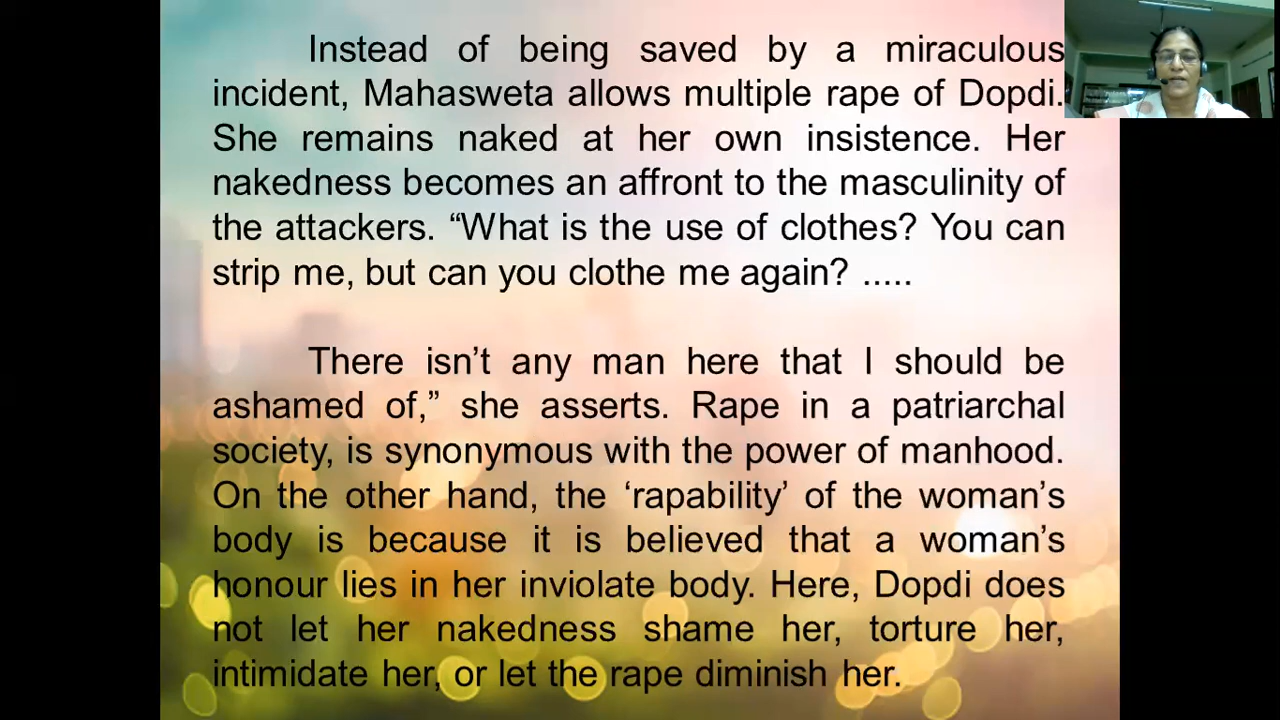 Instead of being saved by a miraculous
incident, Mahasweta allows multiple rape of Dopdi.
She remains naked at her own insistence. Her
nakedness becomes an affront to the masculinity of
the attackers. “What is the use of clothes? You can
strip me, but can you clothe me again? .....
There isn’t any man here that I should be
ashamed of,” she asserts. Rape in a patriarchal
society, is synonymous with the power of manhood.
On the other hand, the ‘rapability’ of the woman’s
body is because it is believed that a woman’s
honour lies in her inviolate body. Here, Dopdi does
not let her nakedness shame her, torture her,
intimidate her, or let the rape diminish her.